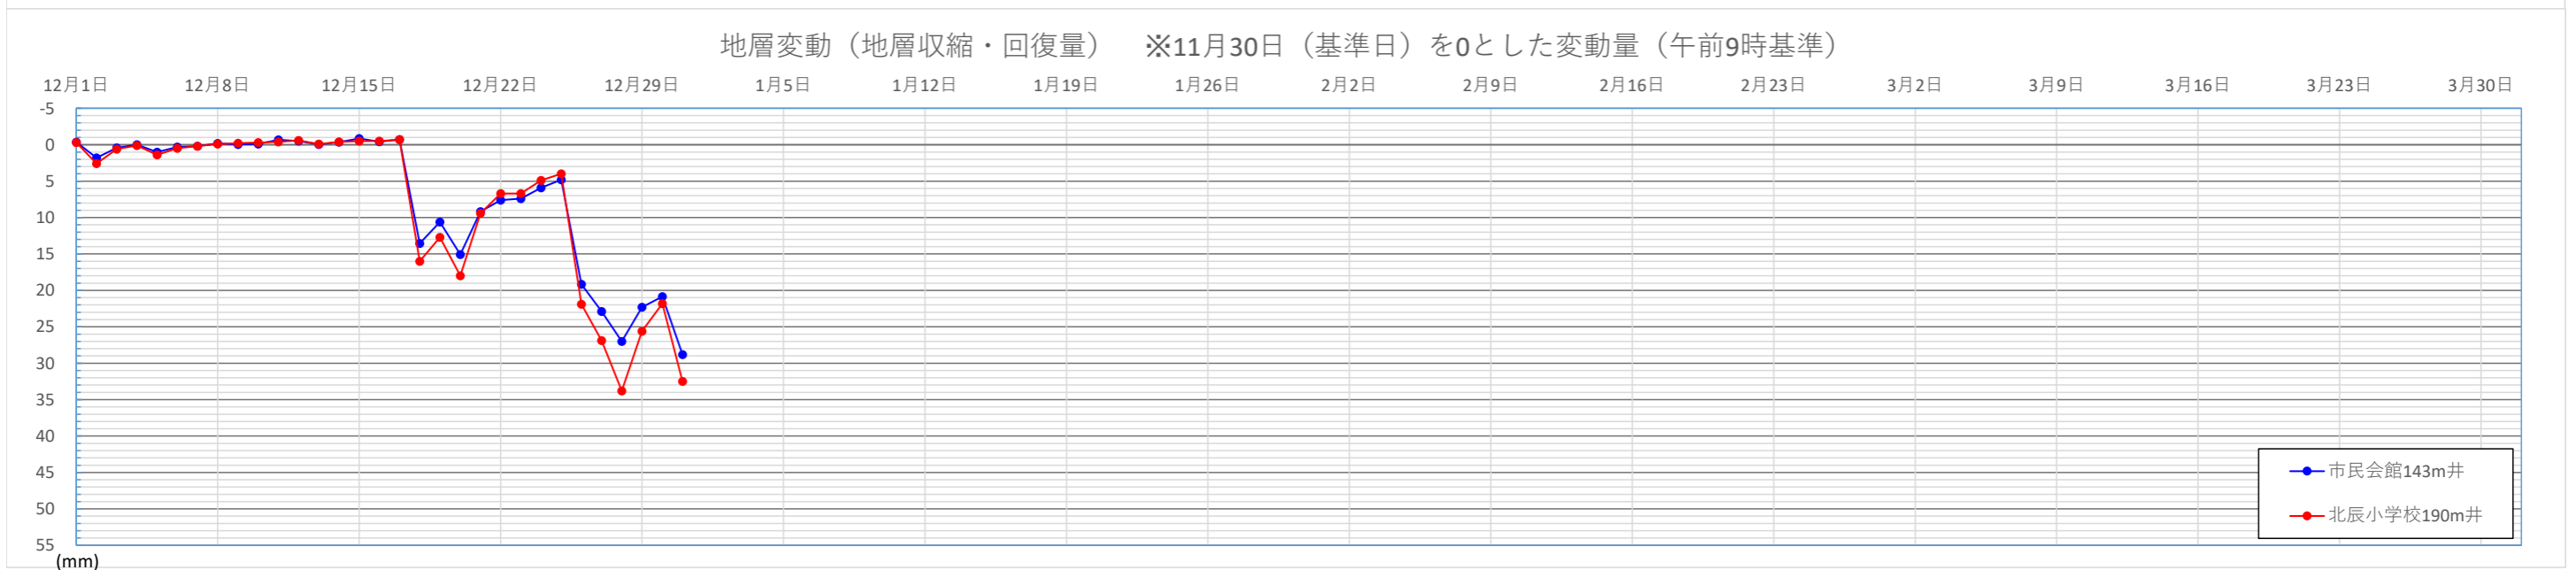 地層変動（地層収縮・回復量）　※11月30日（基準日）を0とした変動量（午前9時基準）
12月1日 12月8日 12月15日 12月22日 12月29日 1月5日 1月12日 1月19日 1月26日 2月2日 2月9日 2月16日 2月23日 3月2日 3月9日 3月16日 3月23日 3月30日
-5
0
5
10
15
20
25
30
35
40
45
50
55
(mm)
市民会館143m井
北辰小学校190m井